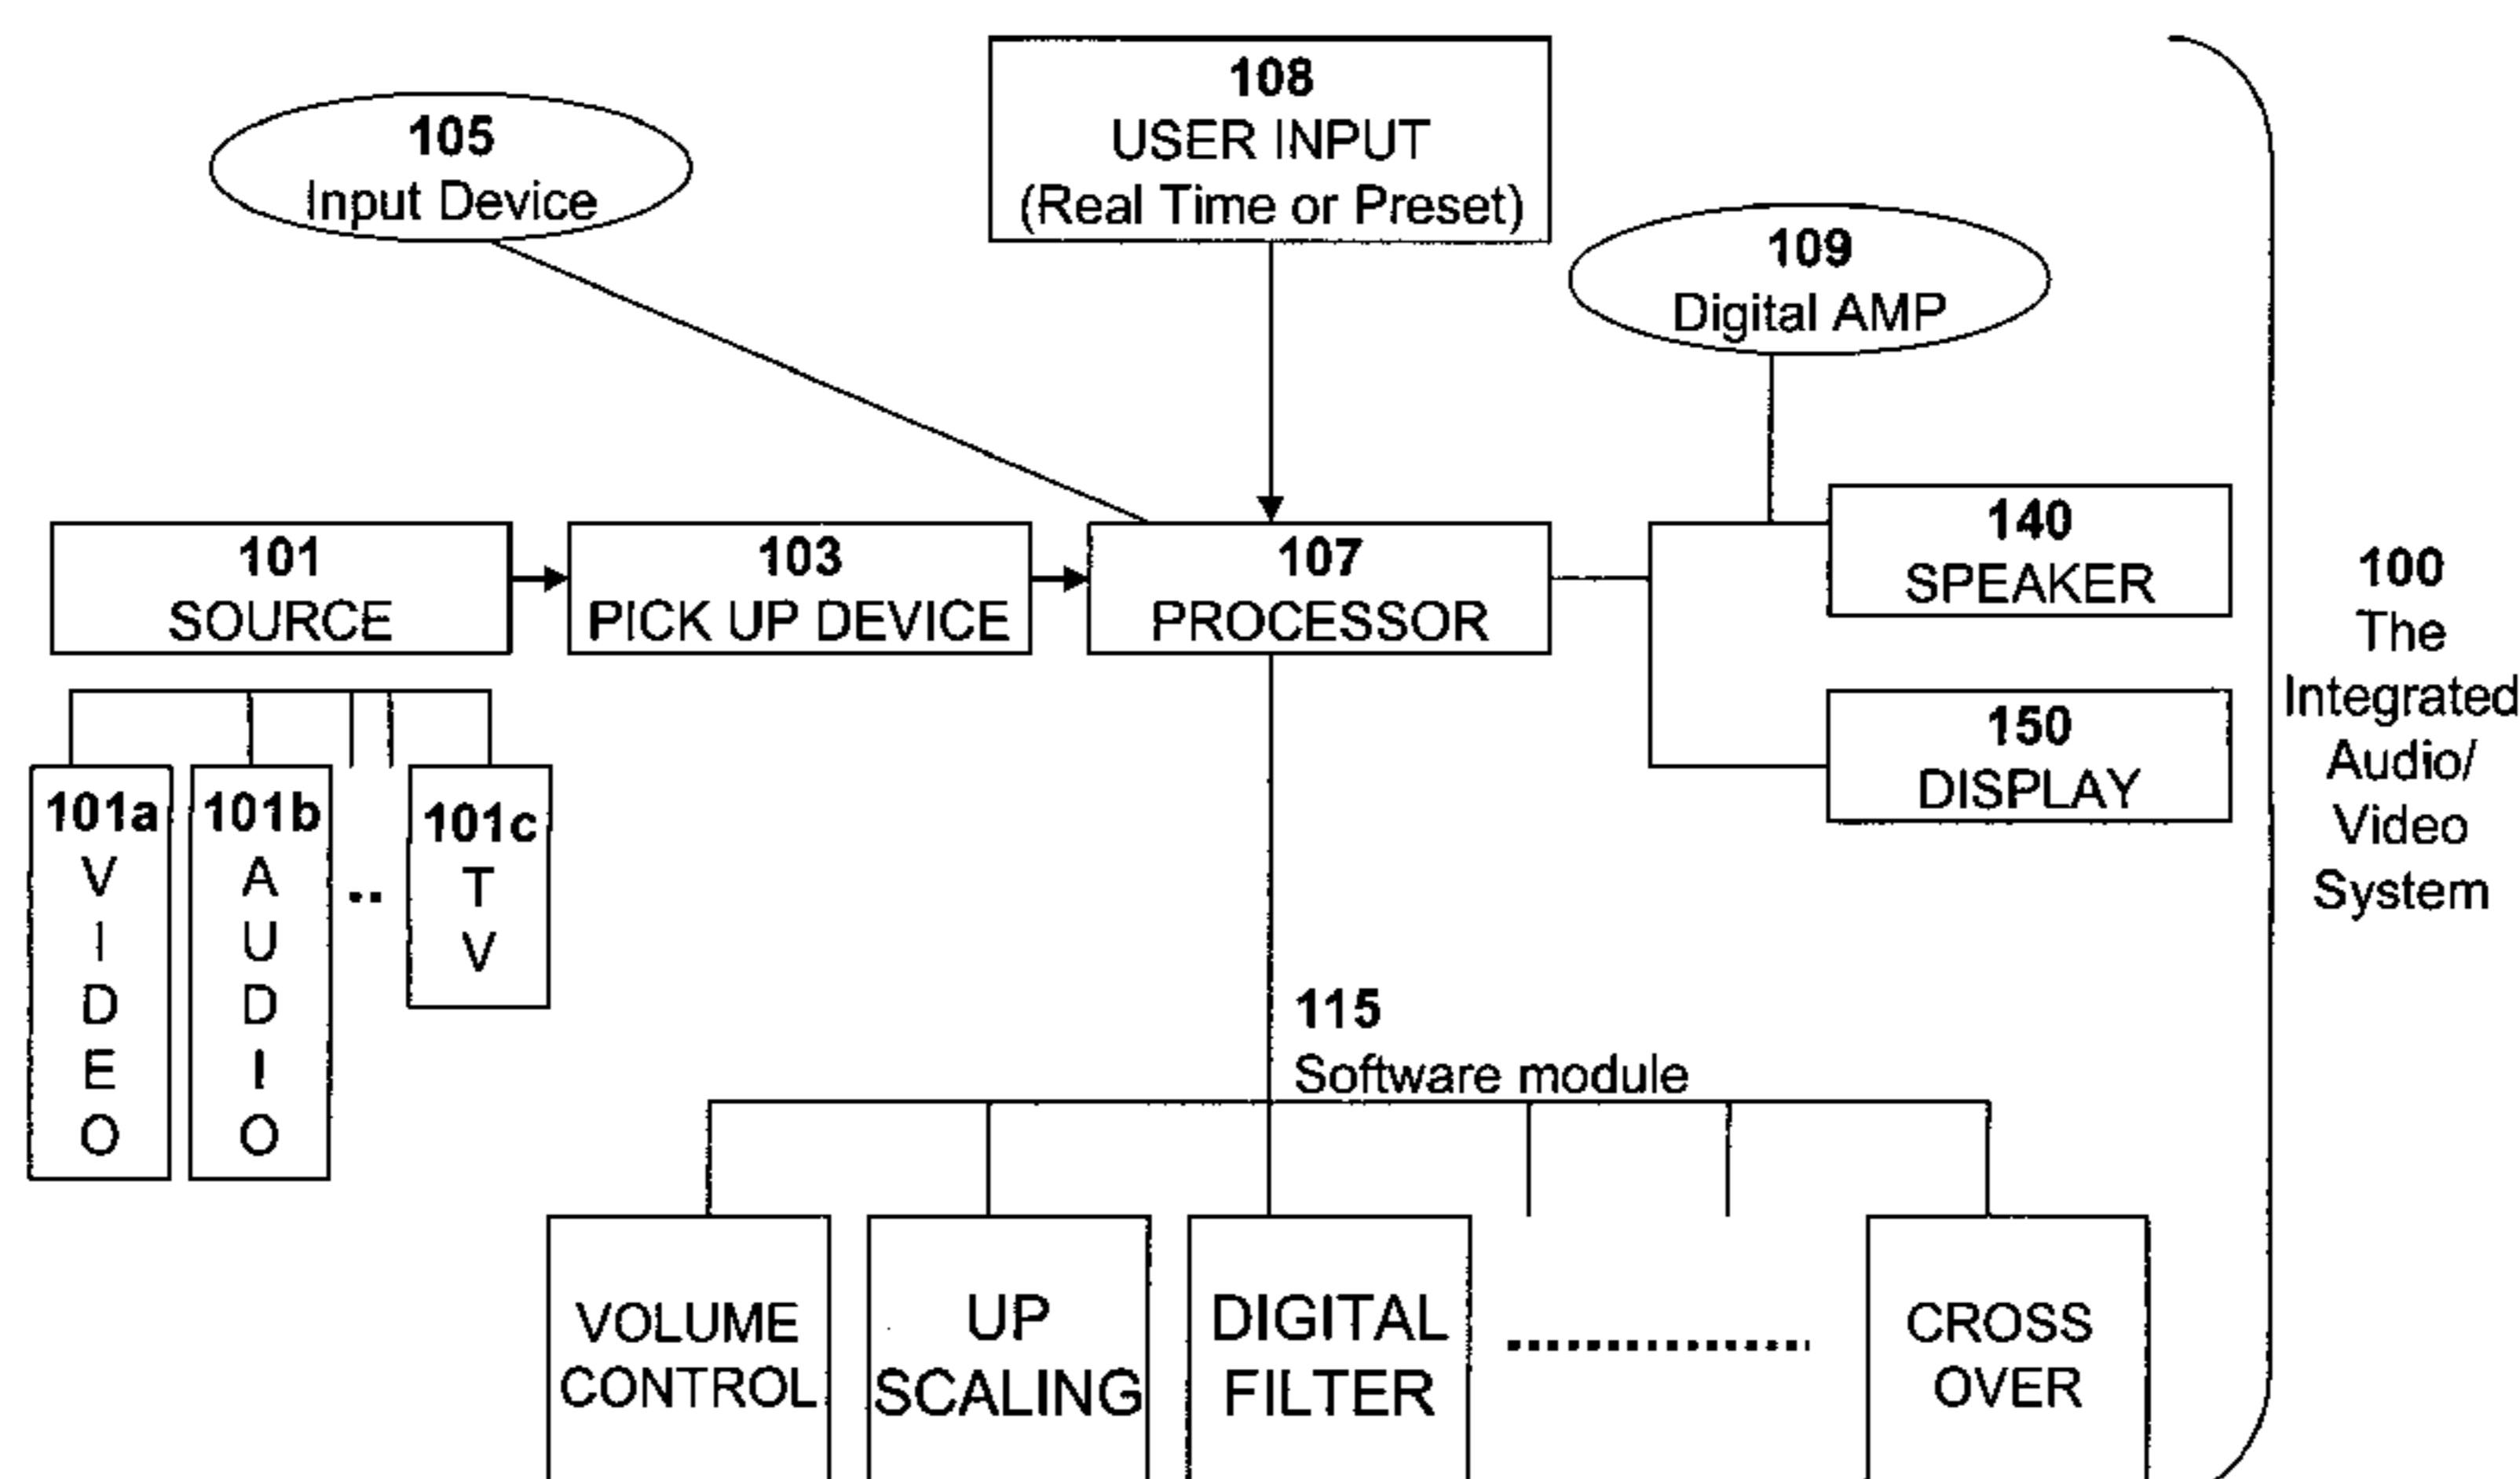 108
USER INPUT
(Real Time or Preset)
105
Input Device
109
Digital AMP
101
SOURCE
103
PICK UP DEVICE
107
PROCESSOR
140
SPEAKER
150
DISPLAY
100
The
Integrated
Audio/
Video
System
101a
VIDEO
101b
AUDIO
..
101c
TV
115
Software module
VOLUME
CONTROL
UP
SCALING
DIGITAL
FILTER
CROSS
OVER